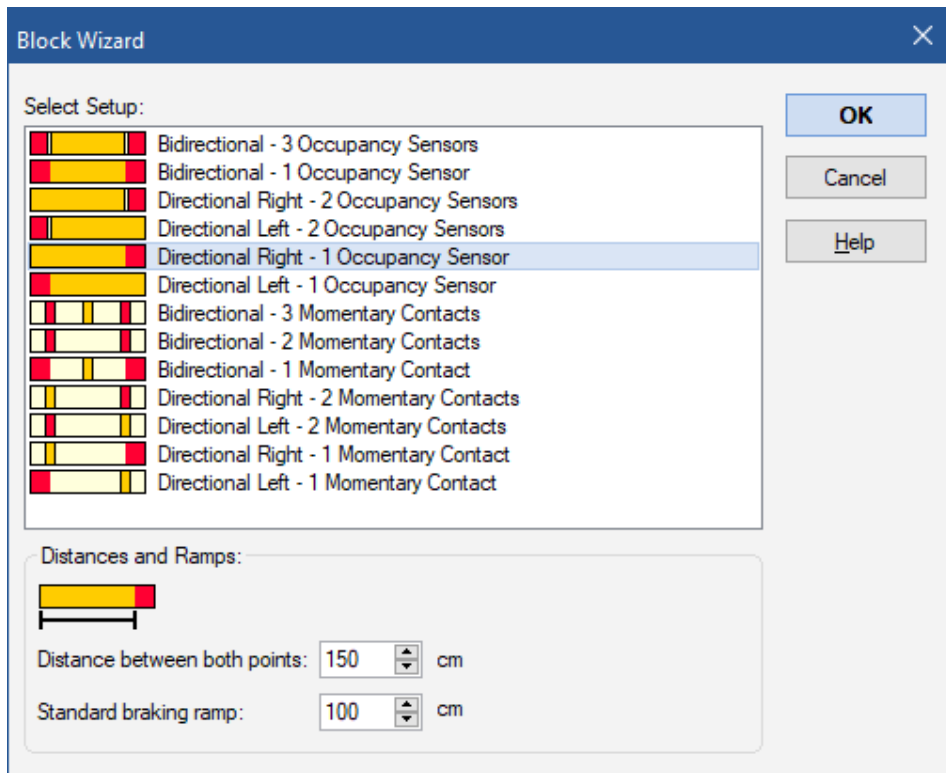 Block Wizard
Select Setup:
OK
Bidirectional - 3 Occupancy Sensors
Bidirectional - 1 Occupancy Sensor
Cancel
Directional Right - 2 Occupancy Sensors
Directional Left - 2 Occupancy Sensors
Help
Directional Right - 1 Occupancy Sensor
Directional Left - 1 Occupancy Sensor
Bidirectional - 3 Momentary Contacts
Bidirectional - 2 Momentary Contacts
Bidirectional - 1 Momentary Contact
Directional Right - 2 Momentary Contacts
Directional Left - 2 Momentary Contacts
Directional Right - 1 Momentary Contact
Directional Left - 1 Momentary Contact
Distances and Ramps:
Distance between both points: 150 cm
Standard braking ramp: 100 cm